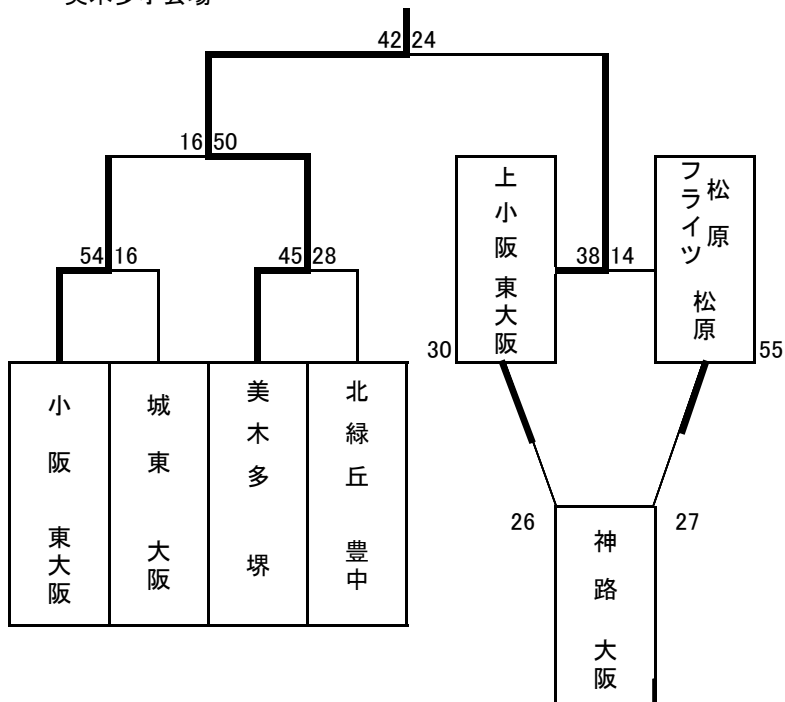 美木多小会場
42 24
16 50
54 16
45 28
38 14
上小阪 東大阪
松原フライツ 松原
30
55
小阪 東大阪
城東 大阪
美木多 堺
北緑丘 豊中
26
27
神路 大阪